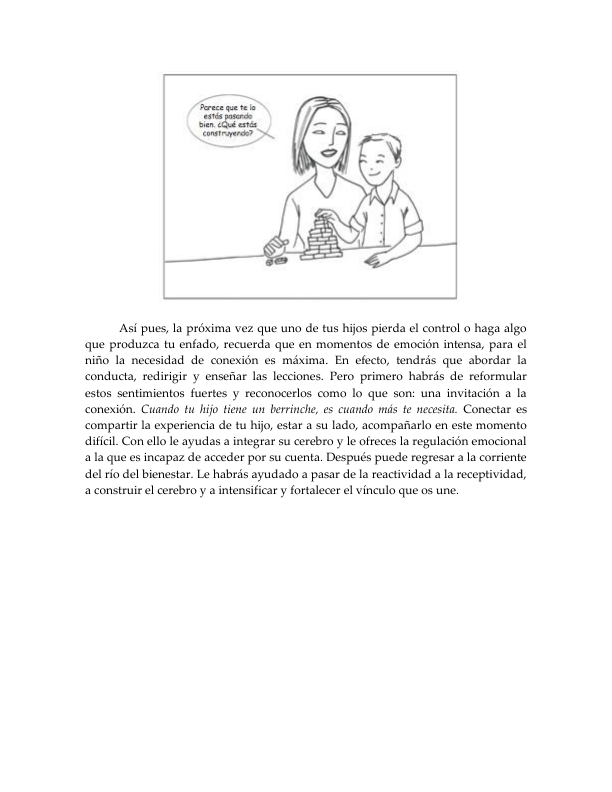 Parece que te lo
estás pasando
bien. ¿Qué estás
construyendo?
Así pues, la próxima vez que uno de tus hijos pierda el control o haga algo
que produzca tu enfado, recuerda que en momentos de emoción intensa, para el
niño la necesidad de conexión es máxima. En efecto, tendrás que abordar la
conducta, redirigir y enseñar las lecciones. Pero primero habrás de reformular
estos sentimientos fuertes y reconocerlos como lo que son: una invitación a la
conexión. Cuando tu hijo tiene un berrinche, es cuando más te necesita. Conectar es
compartir la experiencia de tu hijo, estar a su lado, acompañarlo en este momento
difícil. Con ello le ayudas a integrar su cerebro y le ofreces la regulación emocional
a la que es incapaz de acceder por su cuenta. Después puede regresar a la corriente
del río del bienestar. Le habrás ayudado a pasar de la reactividad a la receptividad,
a construir el cerebro y a intensificar y fortalecer el vínculo que os une.